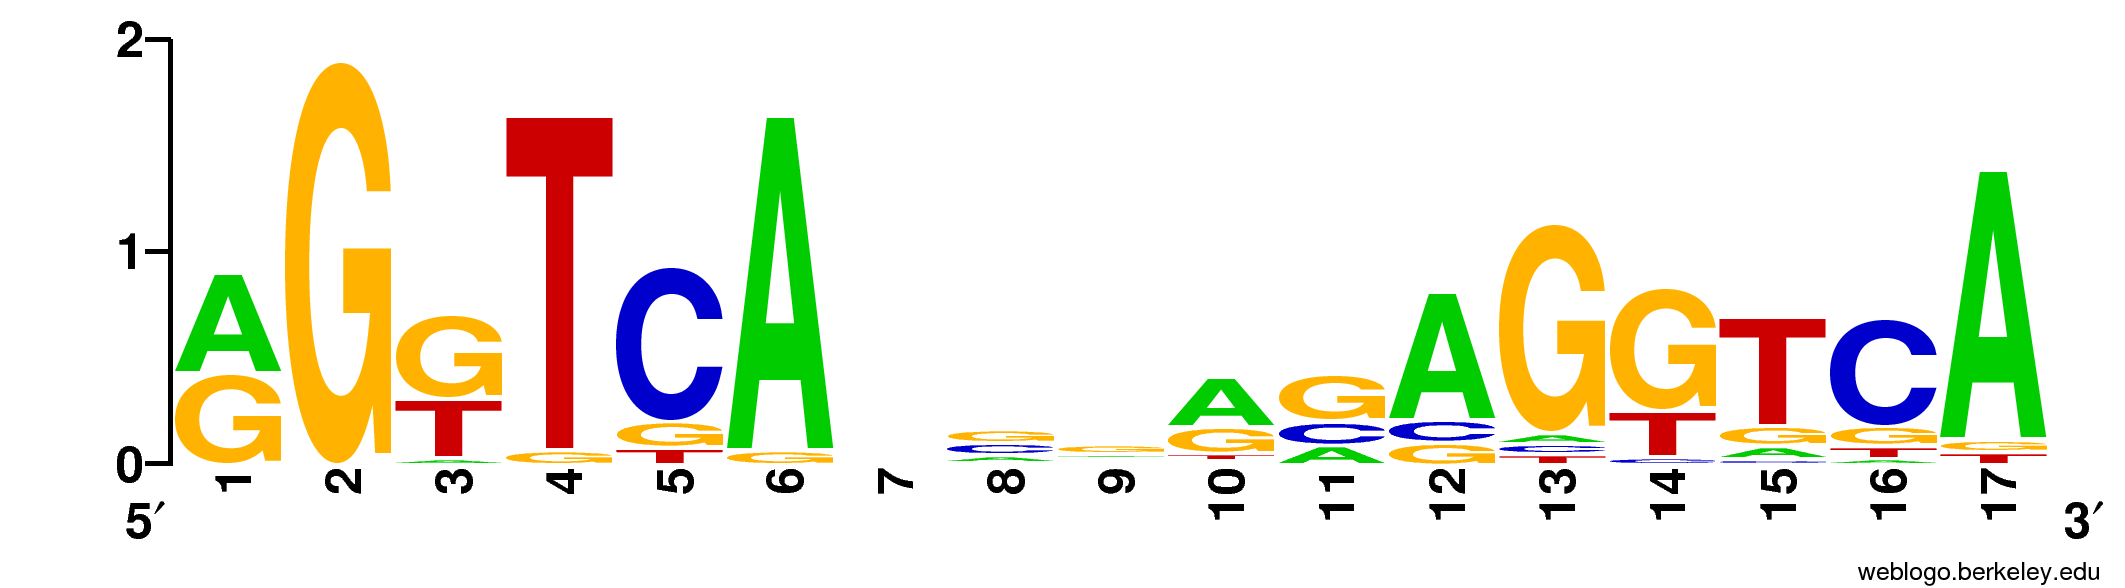 2
1
0
A G G T C A G G A G A G G T C A
G T G G G C G C C A T G G G
A T A T A G C T A T T
1 2 3 4 5 6 7 8 9 10 11 12 13 14 15 16 17
5′ 3′
weblogo.berkeley.edu